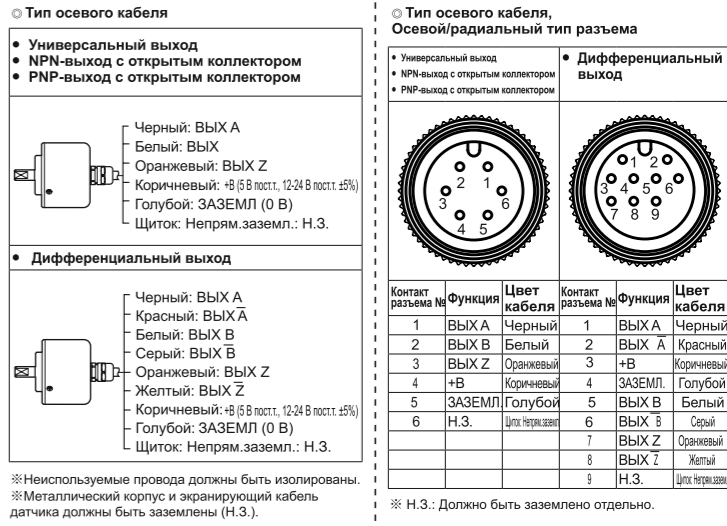 ◎ Тип осевого кабеля
• Универсальный выход
• NPN-выход с открытым коллектором
• PNP-выход с открытым коллектором
Черный: ВЫХ A
Белый: ВЫХ
Оранжевый: ВЫХ Z
Коричневый: +В (5 В пост.т., 12-24 В пост.т. ±5%)
Голубой: ЗАЗЕМЛ (0 В)
Щиток: Непрям.заземл.: Н.З.
• Дифференциальный выход
Черный: ВЫХ A
Красный: ВЫХ A̅
Белый: ВЫХ B
Серый: ВЫХ B̅
Оранжевый: ВЫХ Z
Желтый: ВЫХ Z̅
Коричневый: +В (5 В пост.т., 12-24 В пост.т. ±5%)
Голубой: ЗАЗЕМЛ (0 В)
Щиток: Непрям.заземл.: Н.З.
※Неиспользуемые провода должны быть изолированы.
※Металлический корпус и экранирующий кабель
датчика должны быть заземлены (Н.З.).
◎ Тип осевого кабеля,
Осевой/радиальный тип разъема
• Универсальный выход
• NPN-выход с открытым коллектором
• PNP-выход с открытым коллектором
• Дифференциальный
выход
2 1
3 6
4 5
1 2
3 4 5 6
7 8 9
Контакт разъема № Функция Цвет кабеля Контакт разъема № Функция Цвет кабеля
1 ВЫХ A Черный 1 ВЫХ A Черный
2 ВЫХ B Белый 2 ВЫХ A̅ Красный
3 ВЫХ Z Оранжевый 3 +В Коричневый
4 +В Коричневый 4 ЗАЗЕМЛ. Голубой
5 ЗАЗЕМЛ. Голубой 5 ВЫХ B Белый
6 Н.З. Щиток: Непрям.заземл 6 ВЫХ B̅ Серый
7 ВЫХ Z Оранжевый
8 ВЫХ Z̅ Желтый
9 Н.З. Щиток: Непрям.зазем
※ Н.З.: Должно быть заземлено отдельно.